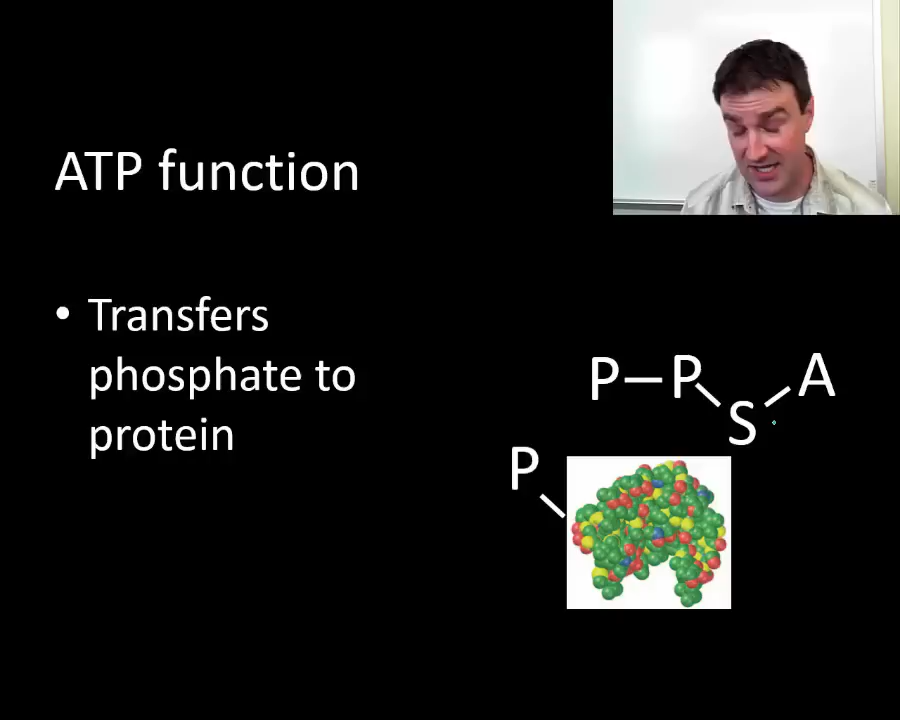 ATP function
• Transfers
phosphate to
protein
P–P
A
S
P